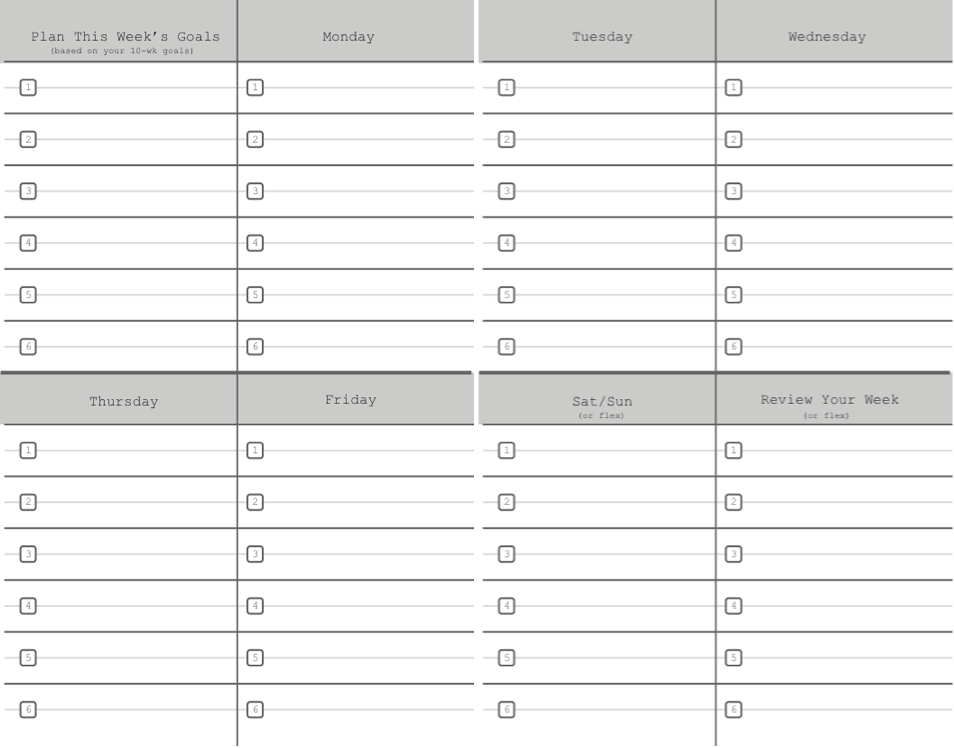 Plan This Week's Goals
(based on your 10-wk goals)
Monday
Tuesday
Wednesday
1 1 1 1
2 2 2 2
3 3 3 3
4 4 4 4
5 5 5 5
6 6 6 6
Thursday
Friday
Sat/Sun
(or flex)
Review Your Week
(or flex)
1 1 1 1
2 2 2 2
3 3 3 3
4 4 4 4
5 5 5 5
6 6 6 6